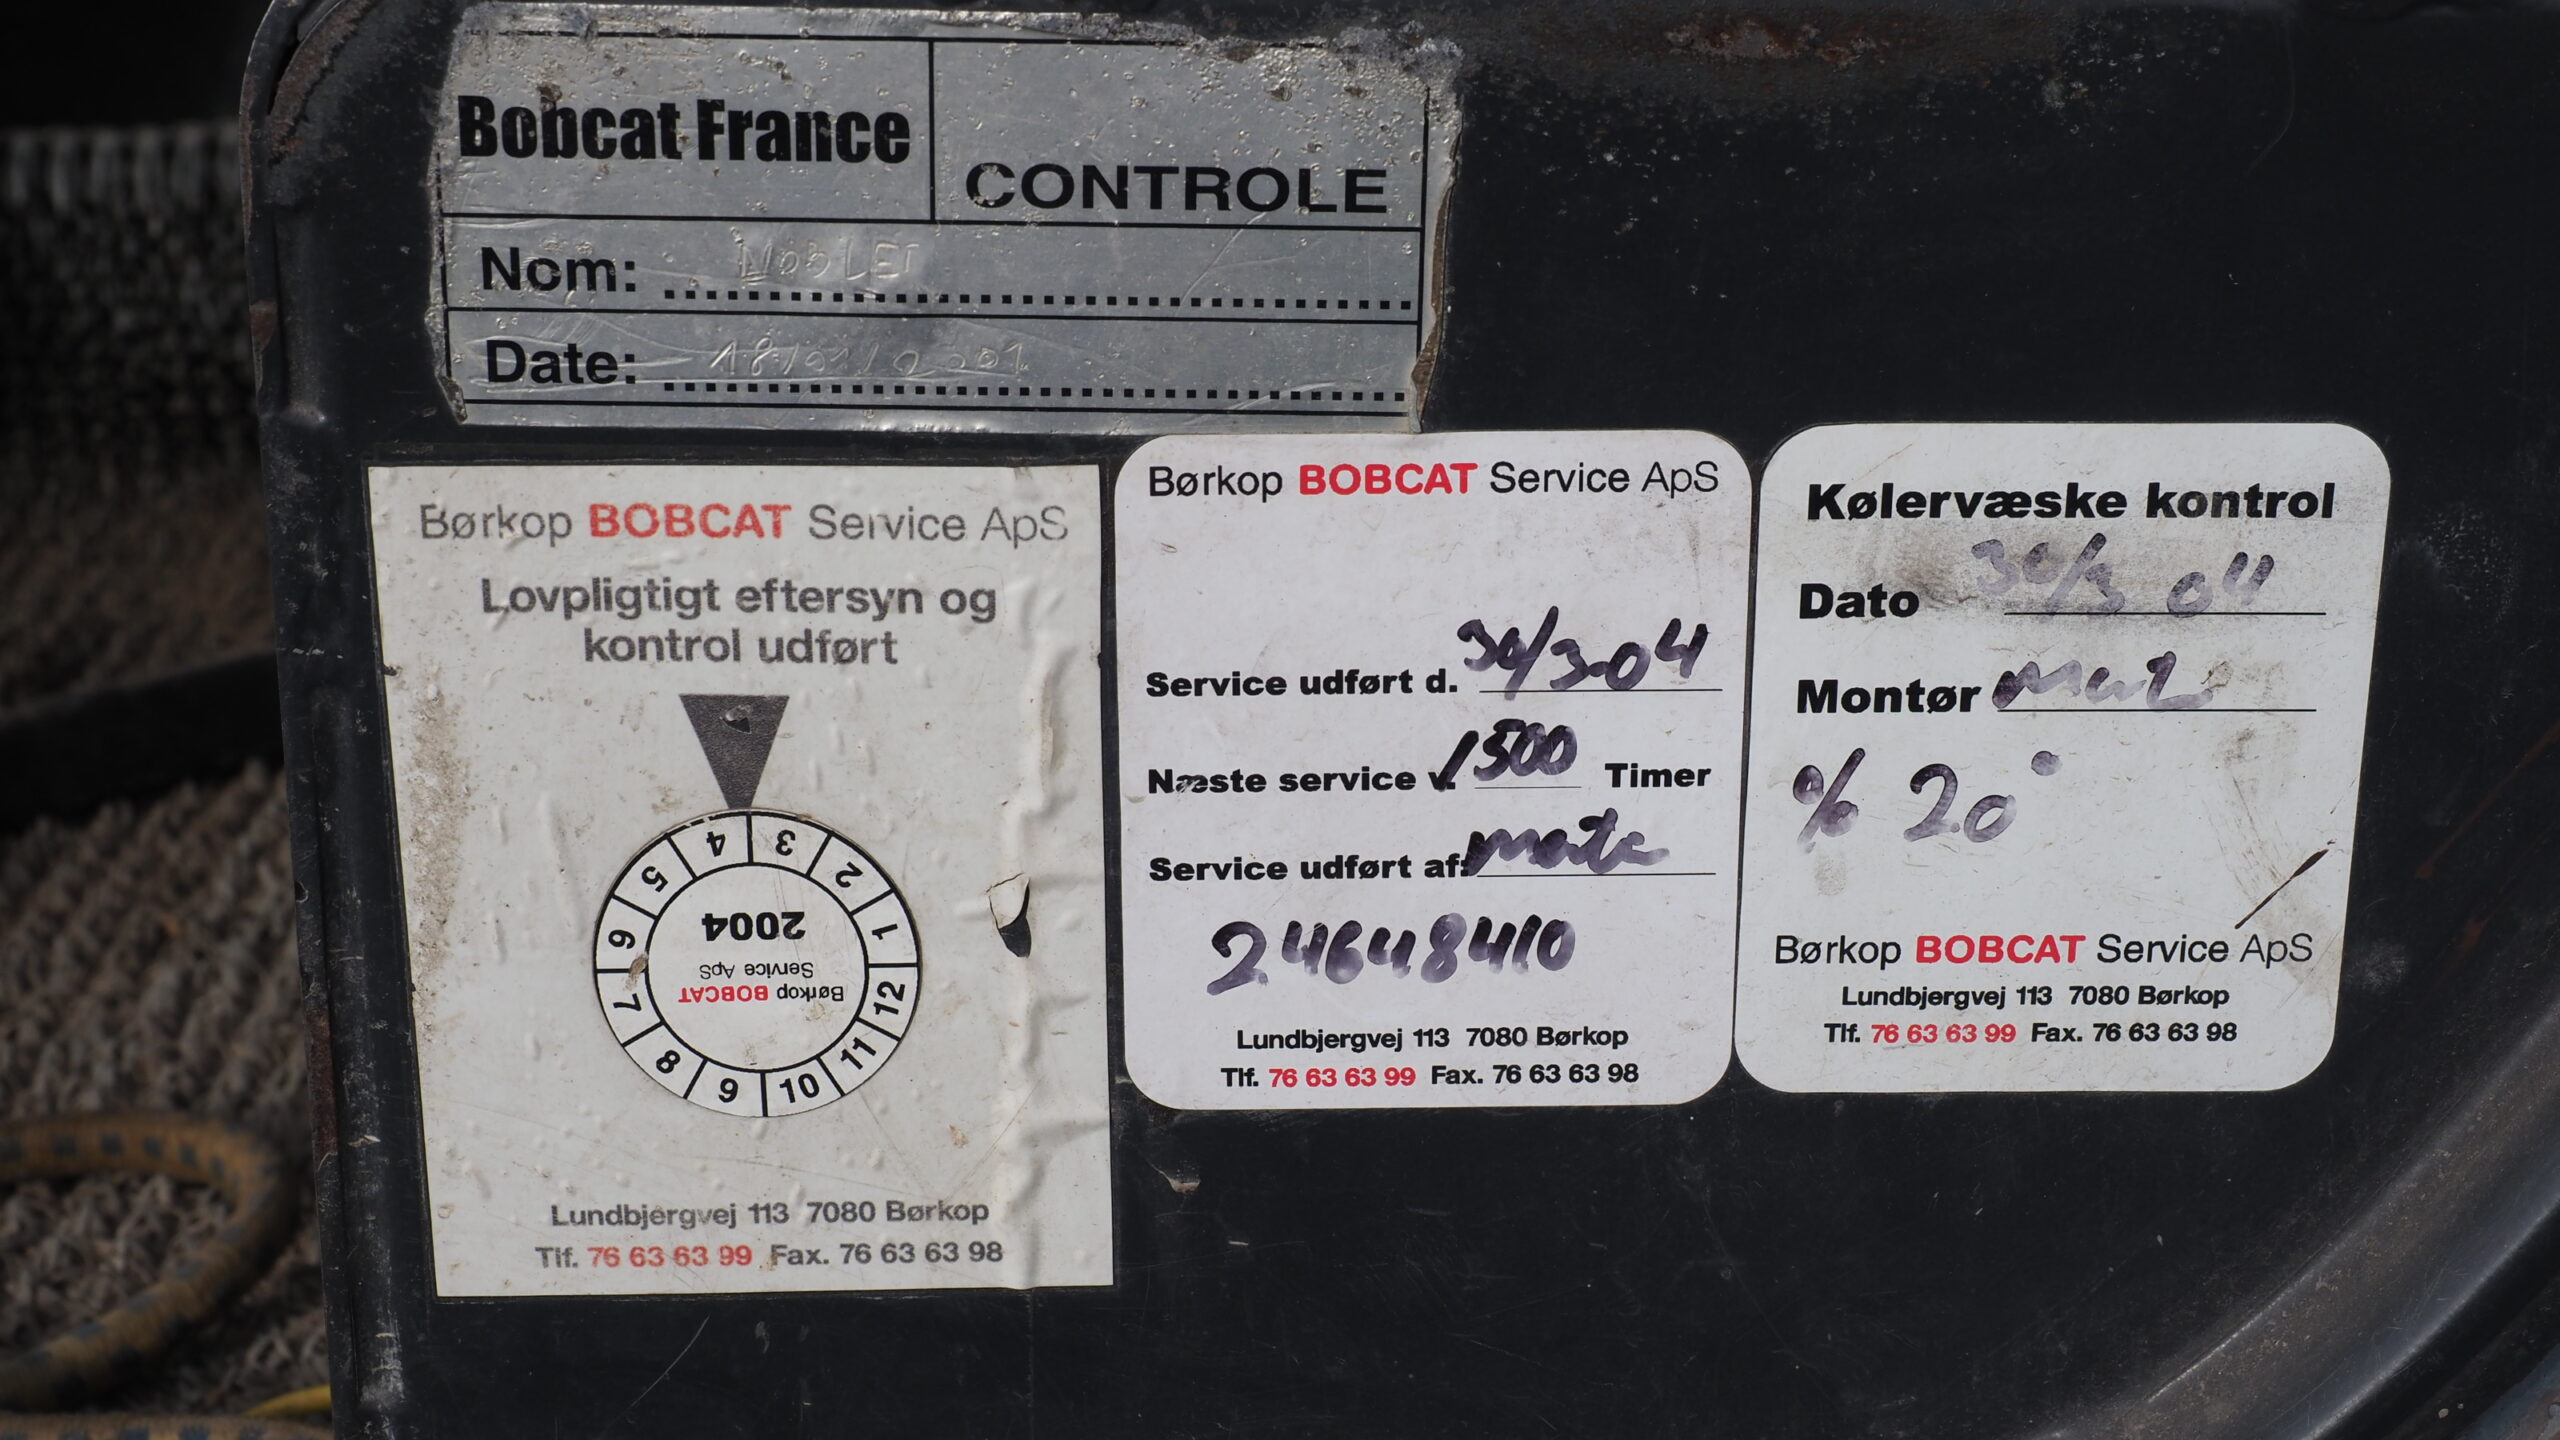 Bobcat France
CONTROLE
Nom: NobLET
Date: 18/01/2001
Børkop BOBCAT Service ApS
Lovpligtigt eftersyn og
kontrol udført
4 3 2 1 12 11 10 9 8 7 6 5
2004
Børkop BOBCAT
Service ApS
Lundbjergvej 113 7080 Børkop
Tlf. 76 63 63 99 Fax. 76 63 63 98
Børkop BOBCAT Service ApS
Service udført d. 30/3-04
Næste service v. 1500 Timer
Service udført af:
24648410
Lundbjergvej 113 7080 Børkop
Tlf. 76 63 63 99 Fax. 76 63 63 98
Kølervæske kontrol
Dato 30/3 04
Montør
% 20°
Børkop BOBCAT Service ApS
Lundbjergvej 113 7080 Børkop
Tlf. 76 63 63 99 Fax. 76 63 63 98